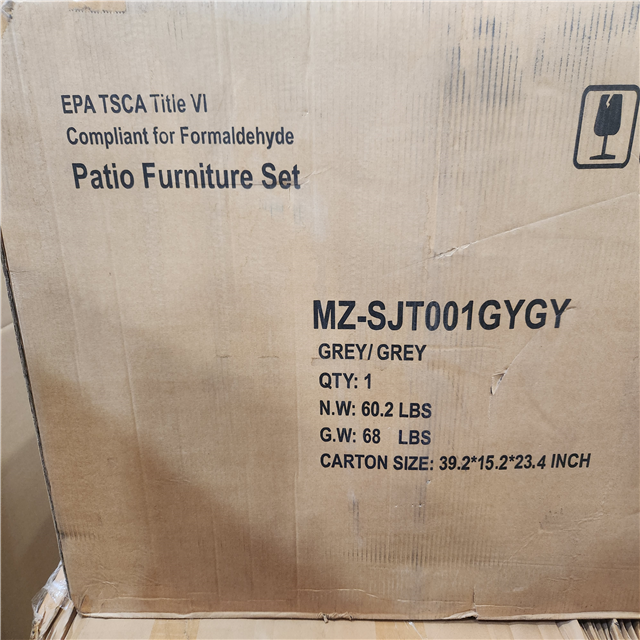 EPA TSCA Title VI
Compliant for Formaldehyde
Patio Furniture Set
MZ-SJT001GYGY
GREY/ GREY
QTY: 1
N.W: 60.2 LBS
G.W: 68 LBS
CARTON SIZE: 39.2*15.2*23.4 INCH